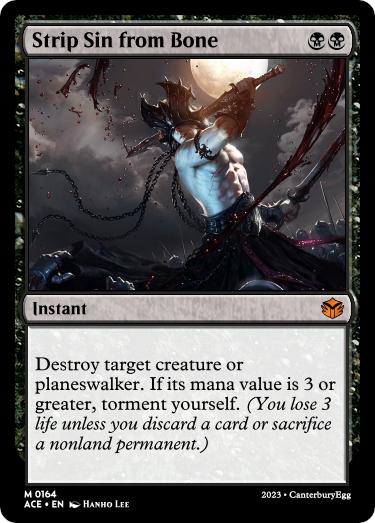 Strip Sin from Bone
Instant
Destroy target creature or
planeswalker. If its mana value is 3 or
greater, torment yourself. (You lose 3
life unless you discard a card or sacrifice
a nonland permanent.)
M 0164
ACE • EN Hanho Lee
2023 • CanterburyEgg